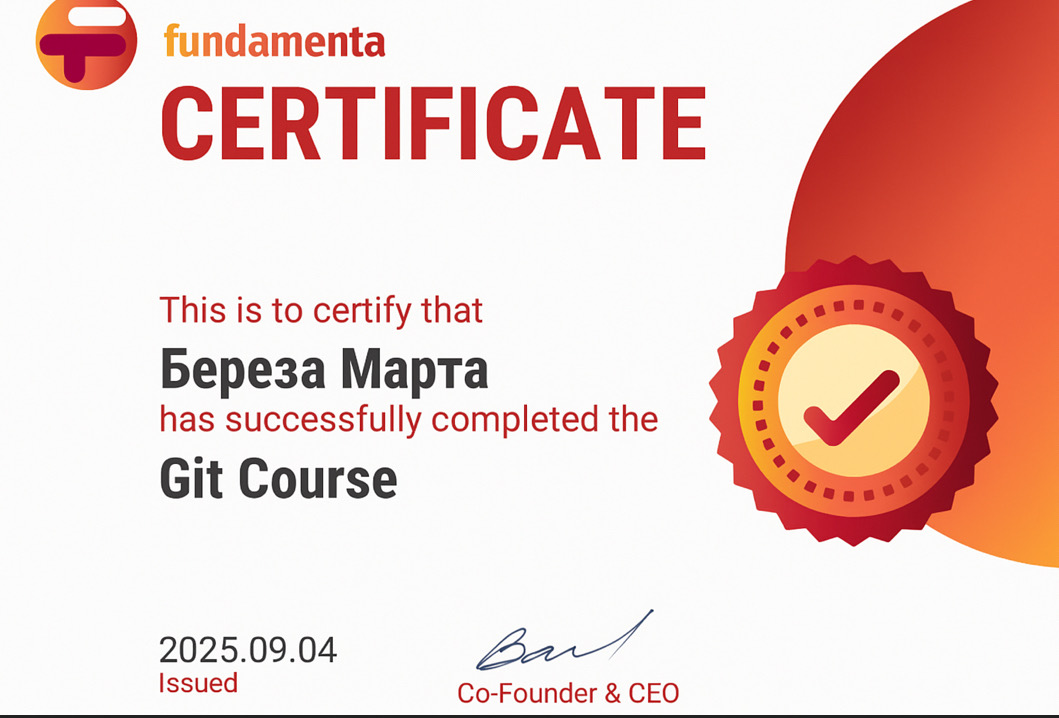 fundamenta
CERTIFICATE
This is to certify that
Береза Марта
has successfully completed the
Git Course
2025.09.04
Issued
Co-Founder & CEO